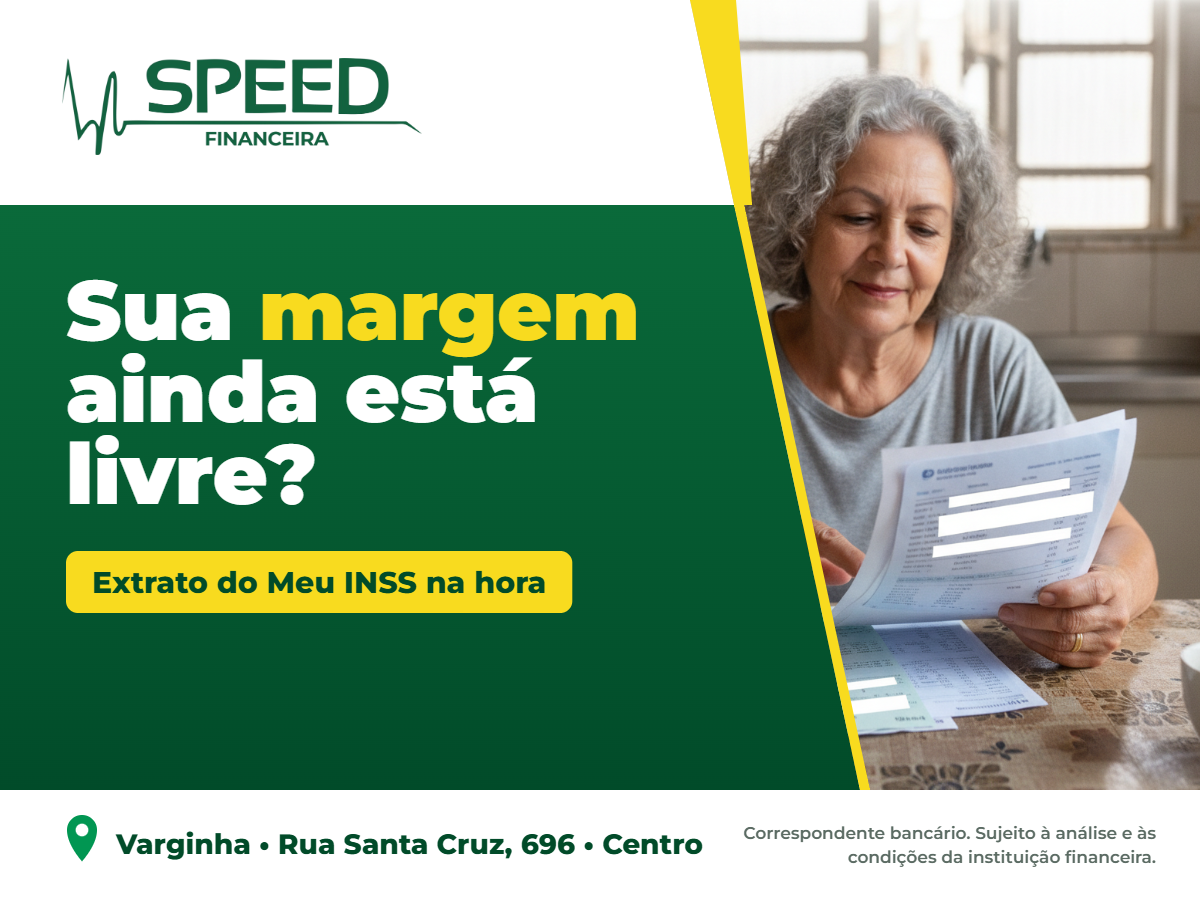 SPEED
FINANCEIRA
Sua margem
ainda está
livre?
Extrato do Meu INSS na hora
Varginha • Rua Santa Cruz, 696 • Centro
Correspondente bancário. Sujeito à análise e às
condições da instituição financeira.